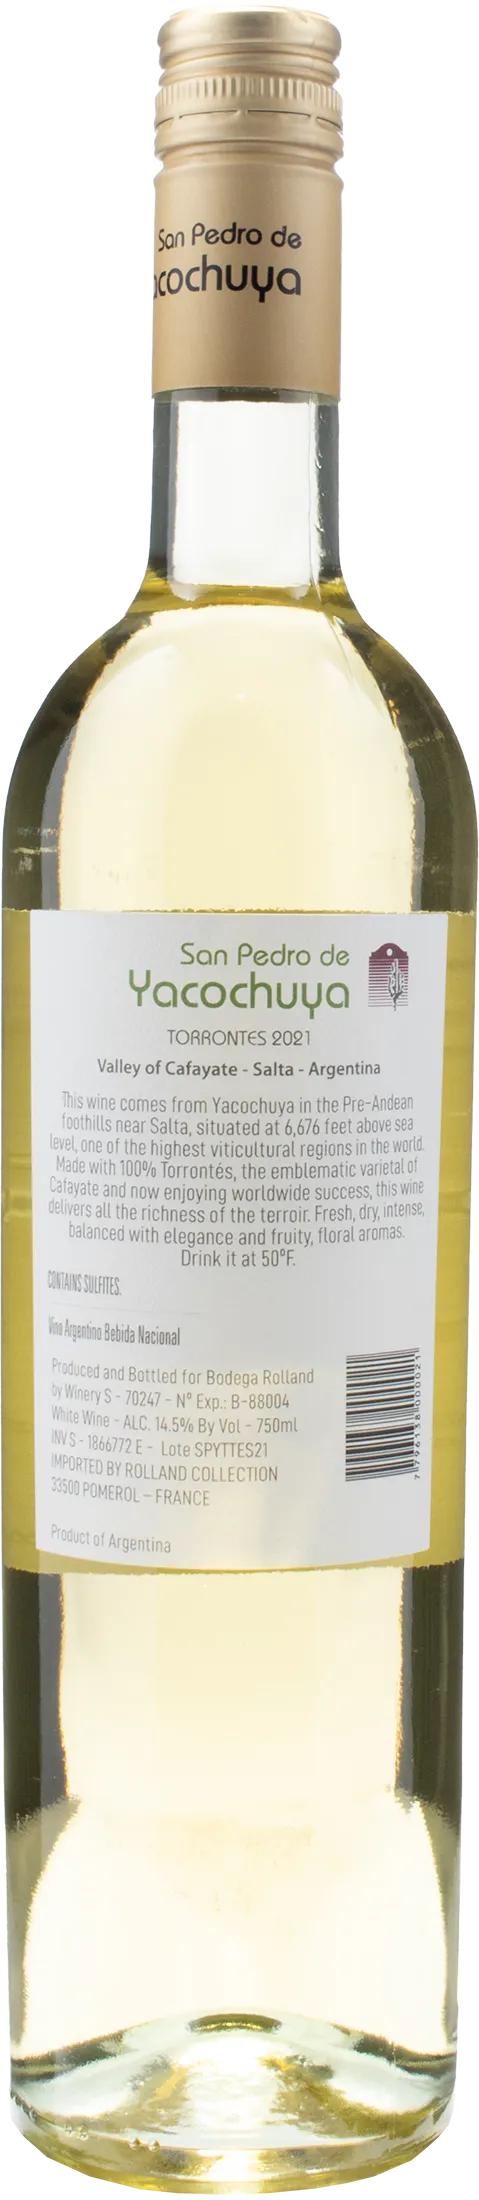 San Pedro de
acochuya
San Pedro de
Yacochuya
TORRONTES 2021
Valley of Cafayate - Salta - Argentina
This wine comes from Yacochuya in the Pre-Andean
foothills near Salta, situated at 6,676 feet above sea
level, one of the highest viticultural regions in the world.
Made with 100% Torrontés, the emblematic varietal of
Cafayate and now enjoying worldwide success, this wine
delivers all the richness of the terroir. Fresh, dry, intense,
balanced with elegance and fruity, floral aromas.
Drink it at 50°F.
CONTAINS SULFITES.
Vino Argentino Bebida Nacional
Produced and Bottled for Bodega Rolland
by Winery S - 70247 - N° Exp.: B-88004
White Wine - ALC. 14.5% By Vol - 750ml
INV S - 1866772 E - Lote SPYTTES21
IMPORTED BY ROLLAND COLLECTION
33500 POMEROL – FRANCE
Product of Argentina
7 796138 000021